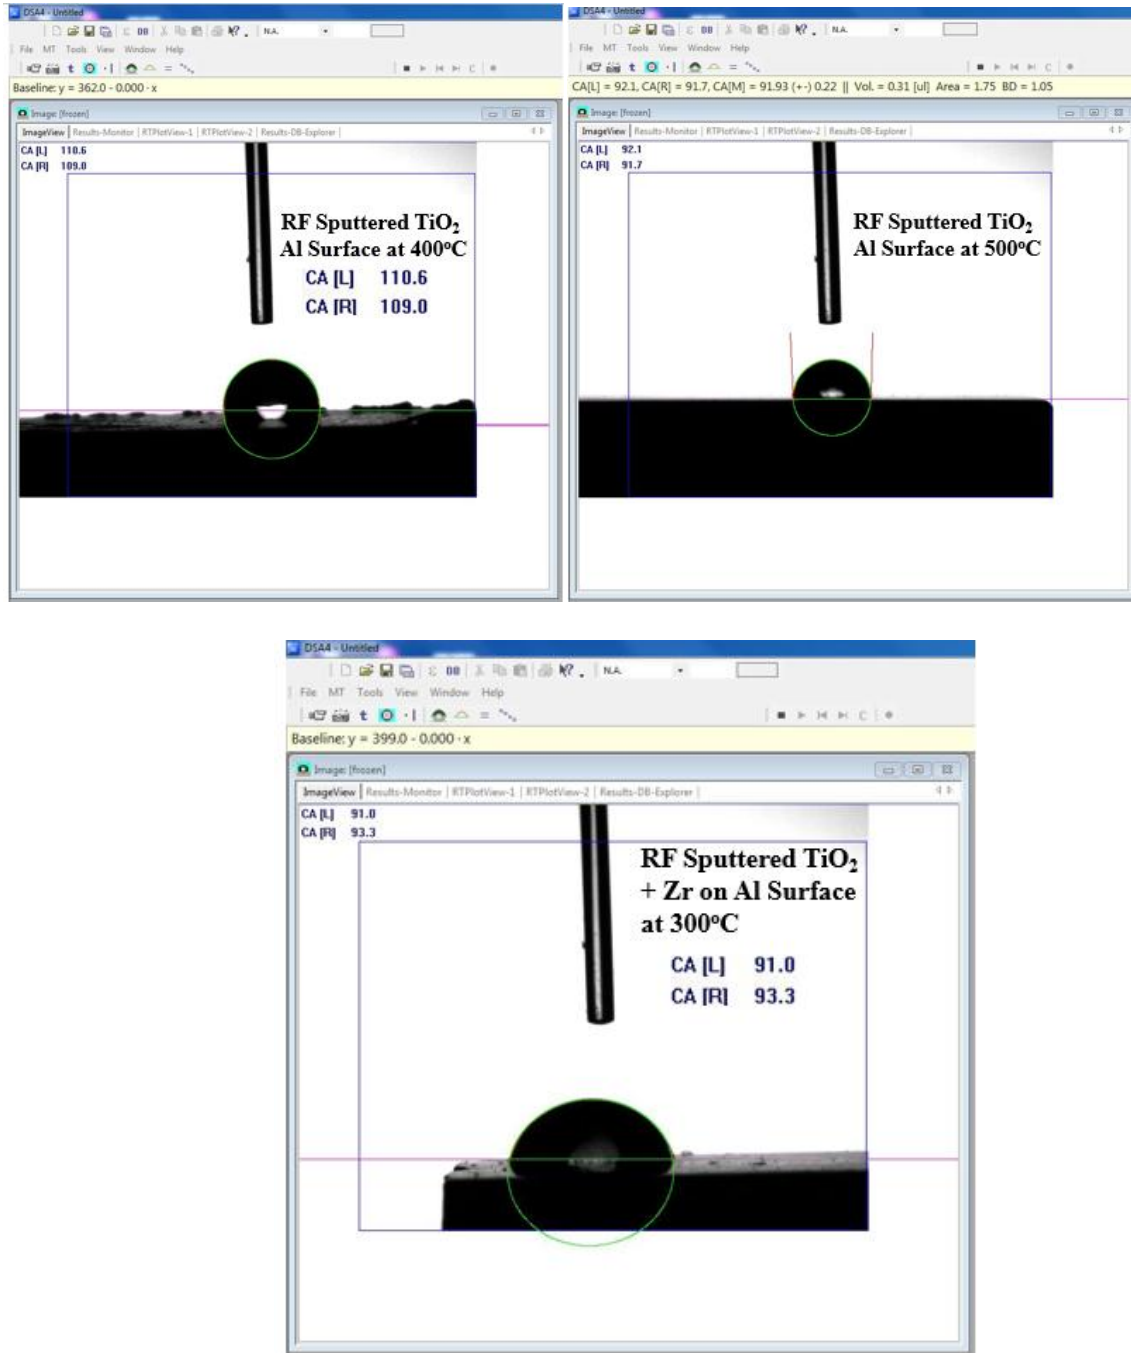 DSA4 - Untitled
ε DB N.A.
File MT Tools View Window Help
Baseline: y = 362.0 - 0.000 · x
Image: [frozen]
ImageView | Results-Monitor | RTPlotView-1 | RTPlotView-2 | Results-DB-Explorer |
CA [L] 110.6
CA [R] 109.0
RF Sputtered TiO₂
Al Surface at 400°C
CA [L] 110.6
CA [R] 109.0
DSA4 - Untitled
ε DB N.A.
File MT Tools View Window Help
CA[L] = 92.1, CA[R] = 91.7, CA[M] = 91.93 (+-) 0.22 || Vol. = 0.31 [ul] Area = 1.75 BD = 1.05
Image: [frozen]
ImageView | Results-Monitor | RTPlotView-1 | RTPlotView-2 | Results-DB-Explorer |
CA [L] 92.1
CA [R] 91.7
RF Sputtered TiO₂
Al Surface at 500°C
DSA4 - Untitled
ε DB N.A.
File MT Tools View Window Help
Baseline: y = 399.0 - 0.000 · x
Image: [frozen]
ImageView | Results-Monitor | RTPlotView-1 | RTPlotView-2 | Results-DB-Explorer |
CA [L] 91.0
CA [R] 93.3
RF Sputtered TiO₂
+ Zr on Al Surface
at 300°C
CA [L] 91.0
CA [R] 93.3